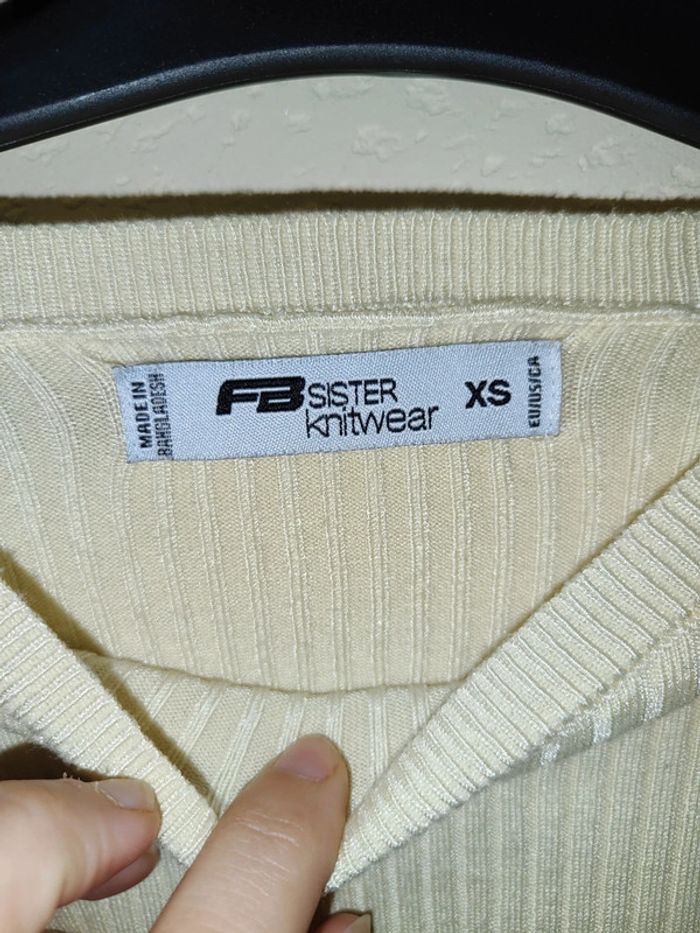 MADE IN
BANGLADESH
FB SISTER
knitwear
XS
EU/US/CA